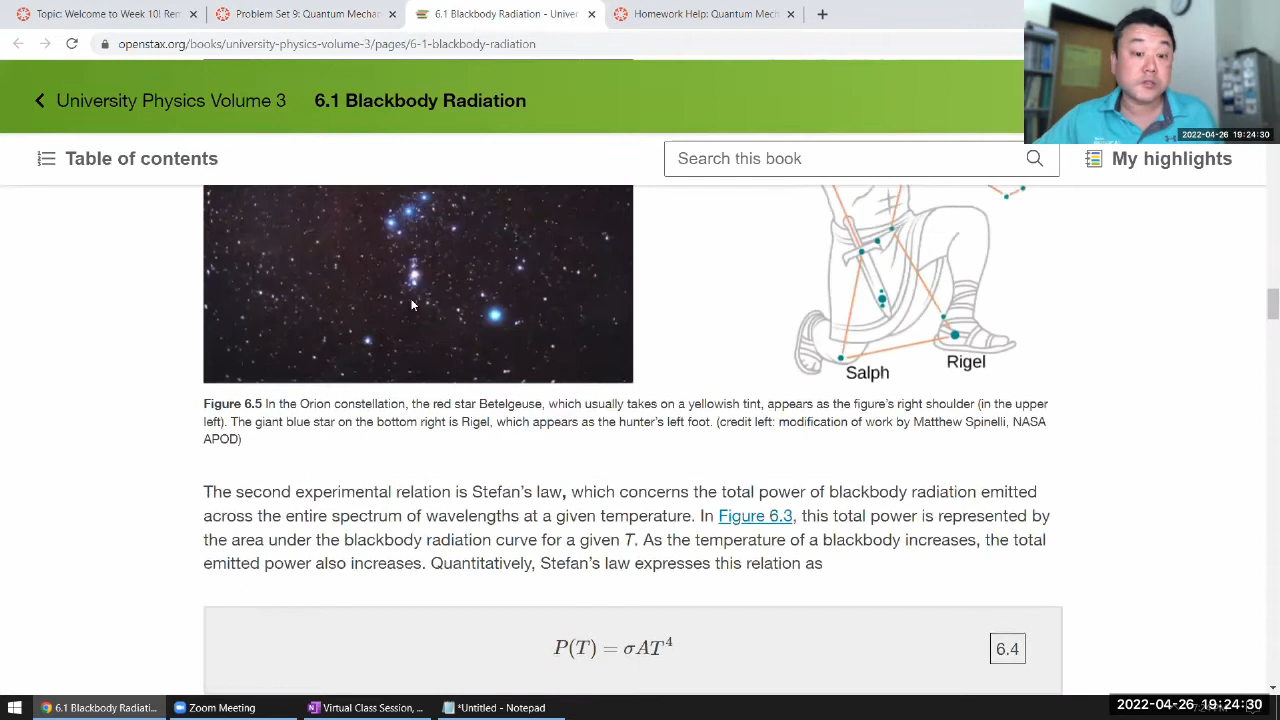 Topic: Welcome to Week 10! Rem
Problem Set 9: Quantum Mechan
6.1 Blackbody Radiation - Univer
Homework Help: Quantum Mech
openstax.org/books/university-physics-volume-3/pages/6-1-blackbody-radiation
2022-04-26 19:24:30
University Physics Volume 3 6.1 Blackbody Radiation
Table of contents
Search this book
My highlights
Salph
Rigel
Figure 6.5 In the Orion constellation, the red star Betelgeuse, which usually takes on a yellowish tint, appears as the figure's right shoulder (in the upper
left). The giant blue star on the bottom right is Rigel, which appears as the hunter's left foot. (credit left: modification of work by Matthew Spinelli, NASA
APOD)
The second experimental relation is Stefan's law, which concerns the total power of blackbody radiation emitted
across the entire spectrum of wavelengths at a given temperature. In Figure 6.3, this total power is represented by
the area under the blackbody radiation curve for a given T. As the temperature of a blackbody increases, the total
emitted power also increases. Quantitatively, Stefan's law expresses this relation as
P(T) = σAT⁴
6.4
6.1 Blackbody Radiati...
Zoom Meeting
Virtual Class Session, ...
*Untitled - Notepad
2022-04-26 19:24:30